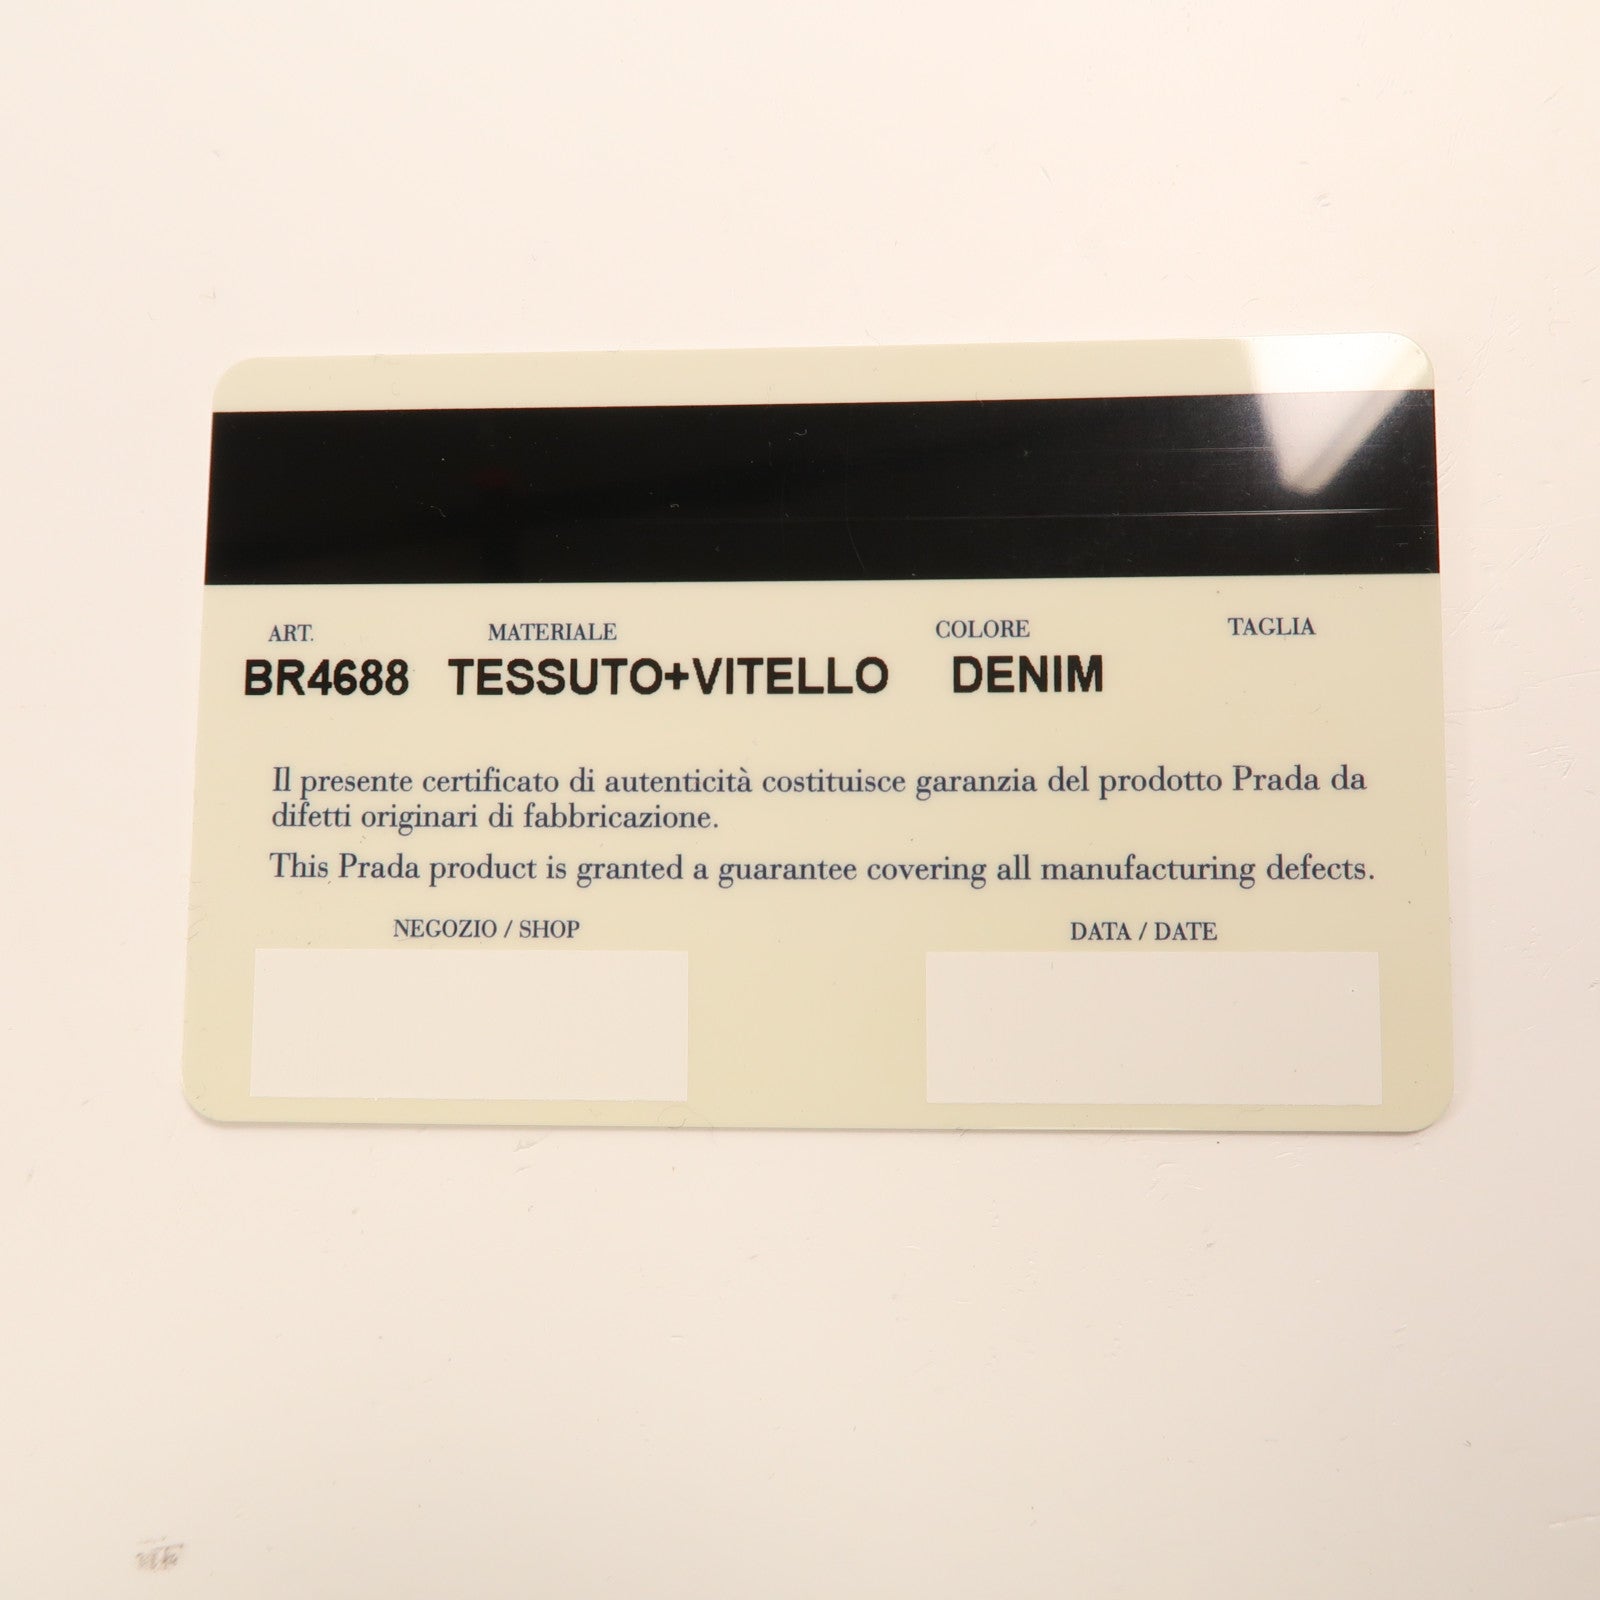 ART. MATERIALE COLORE TAGLIA
BR4688 TESSUTO+VITELLO DENIM
Il presente certificato di autenticità costituisce garanzia del prodotto Prada da
difetti originari di fabbricazione.
This Prada product is granted a guarantee covering all manufacturing defects.
NEGOZIO / SHOP DATA / DATE